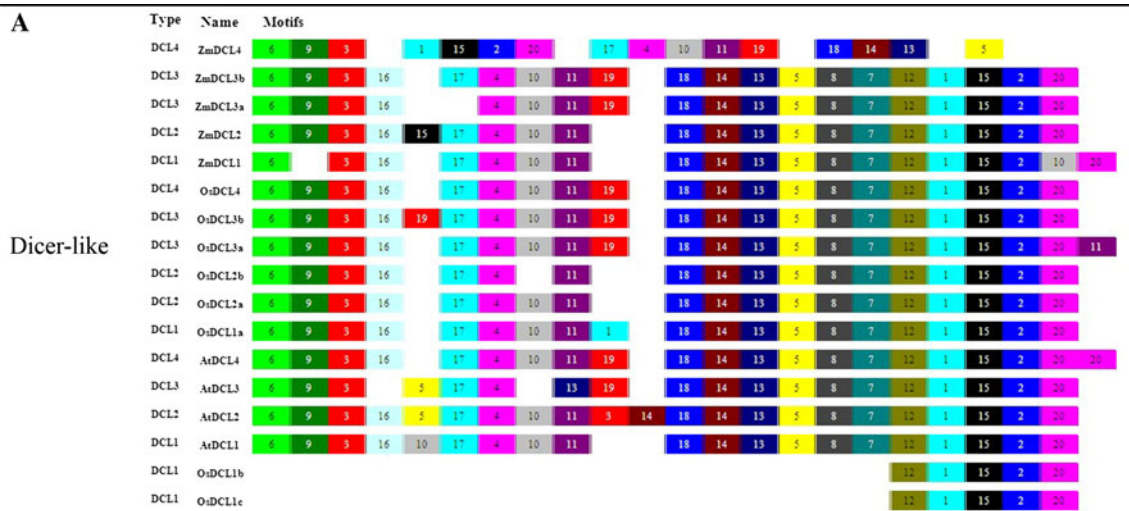 A Type Name Motifs
DCL4 ZmDCL4 6 9 3 1 15 2 20 17 4 10 11 19 18 14 13 5
DCL3 ZmDCL3b 6 9 3 16 17 4 10 11 19 18 14 13 5 8 7 12 1 15 2 20
DCL3 ZmDCL3a 6 9 3 16 4 10 11 19 18 14 13 5 8 7 12 1 15 2 20
DCL2 ZmDCL2 6 9 3 16 15 17 4 10 11 18 14 13 5 8 7 12 1 15 2 20
DCL1 ZmDCL1 6 3 16 17 4 10 11 18 14 13 5 8 7 12 1 15 2 10 20
DCL4 OsDCL4 6 9 3 16 17 4 10 11 19 18 14 13 5 8 7 12 1 15 2 20
DCL3 OsDCL3b 6 9 3 16 19 17 4 10 11 19 18 14 13 5 8 7 12 1 15 2 20
Dicer-like DCL3 OsDCL3a 6 9 3 16 17 4 10 11 19 18 14 13 5 8 7 12 1 15 2 20 11
DCL2 OsDCL2b 6 9 3 16 17 4 11 18 14 13 5 8 7 12 1 15 2 20
DCL2 OsDCL2a 6 9 3 16 17 4 10 11 18 14 13 5 8 7 12 1 15 2 20
DCL1 OsDCL1a 6 9 3 16 17 4 10 11 1 18 14 13 5 8 7 12 1 15 2 20
DCL4 AtDCL4 6 9 3 16 17 4 10 11 19 18 14 13 5 8 7 12 1 15 2 20 20
DCL3 AtDCL3 6 9 3 5 17 4 13 19 18 14 13 5 8 7 12 1 15 2 20
DCL2 AtDCL2 6 9 3 16 5 17 4 10 11 3 14 18 14 13 5 8 7 12 1 15 2 20
DCL1 AtDCL1 6 9 3 16 10 17 4 10 11 18 14 13 5 8 7 12 1 15 2 20
DCL1 OsDCL1b 12 1 15 2 20
DCL1 OsDCL1c 12 1 15 2 20